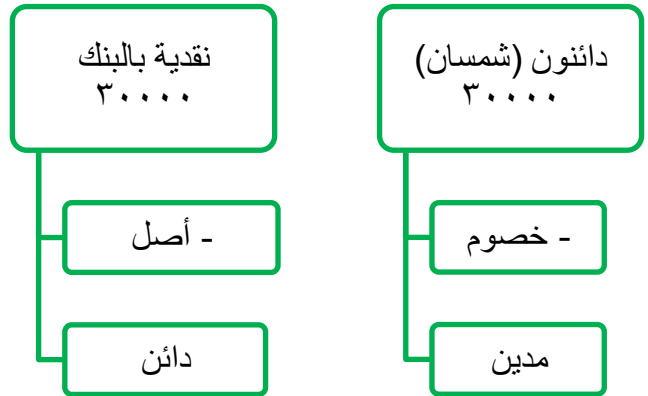 دائنون (شمسان)
٣٠٠٠٠
- خصوم
مدين
نقدية بالبنك
٣٠٠٠٠
- أصل
دائن